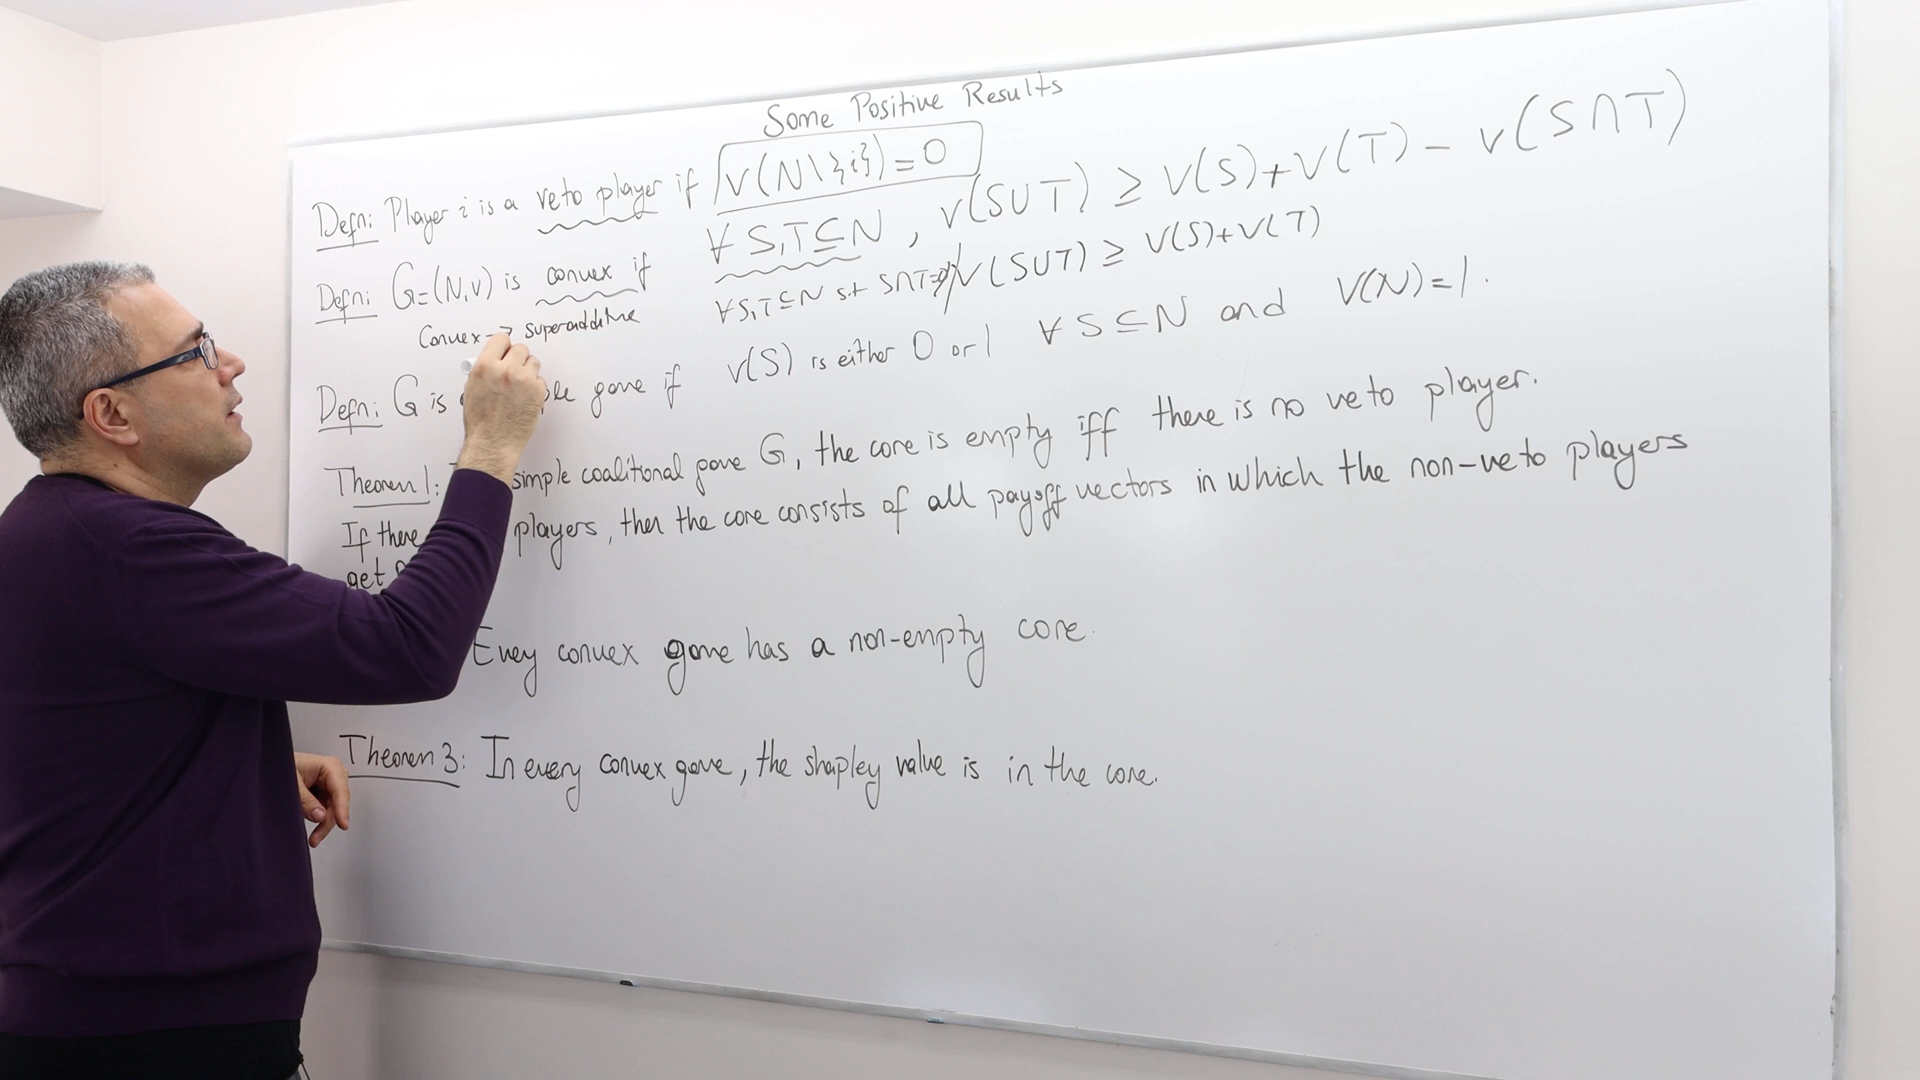 Some Positive Results
Defn: Player i is a veto player if v(N\{i})=0
Defn: G=(N,v) is convex if ∀ S,T⊆N, v(S∪T) ≥ v(S)+v(T) - v(S∩T)
Convex → superadditive ∀ S,T⊆N s.t S∩T=∅ v(S∪T) ≥ v(S)+v(T)
Defn: G is game if v(S) is either 0 or 1 ∀ S⊆N and v(N)=1.
Theorem 1: simple coalitional game G, the core is empty iff there is no veto player.
If there players, then the core consists of all payoff vectors in which the non-veto players
get
Every convex game has a non-empty core.
Theorem 3: In every convex game, the shapley value is in the core.